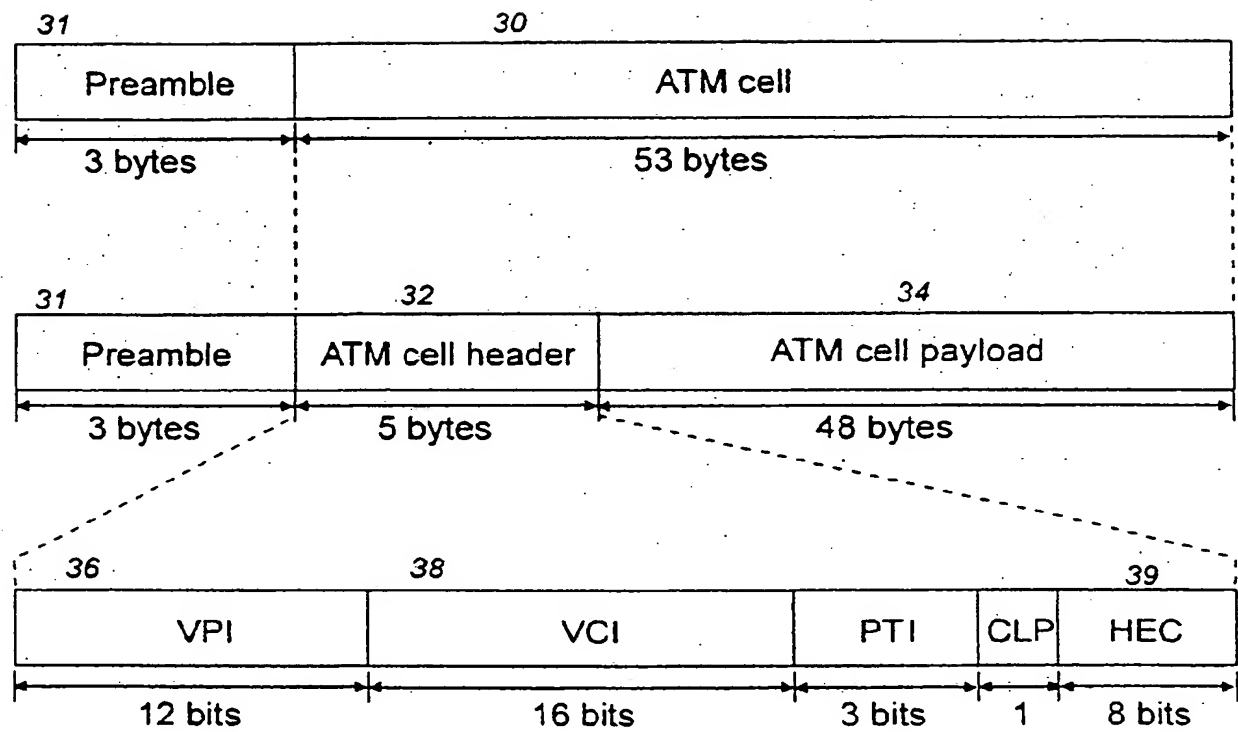 31 30
Preamble ATM cell
3 bytes 53 bytes
31 32 34
Preamble ATM cell header ATM cell payload
3 bytes 5 bytes 48 bytes
36 38 39
VPI VCI PTI CLP HEC
12 bits 16 bits 3 bits 1 8 bits